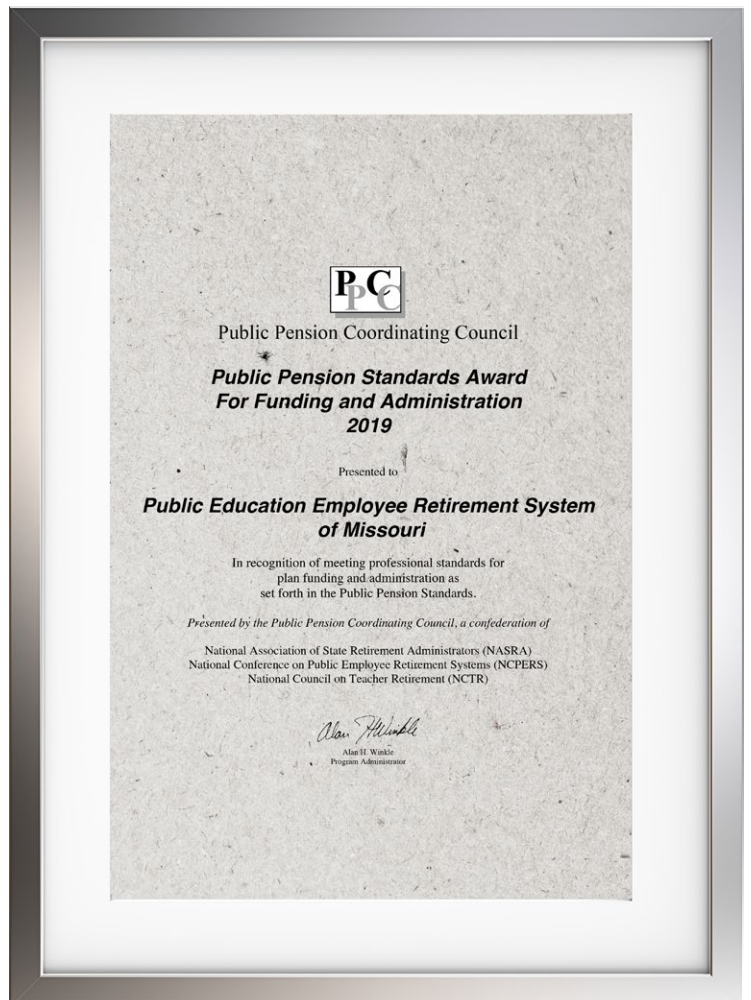 PPCC
Public Pension Coordinating Council
Public Pension Standards Award
For Funding and Administration
2019
Presented to
Public Education Employee Retirement System
of Missouri
In recognition of meeting professional standards for
plan funding and administration as
set forth in the Public Pension Standards.
Presented by the Public Pension Coordinating Council, a confederation of
National Association of State Retirement Administrators (NASRA)
National Conference on Public Employee Retirement Systems (NCPERS)
National Council on Teacher Retirement (NCTR)
Alan H Winkle
Alan H. Winkle
Program Administrator